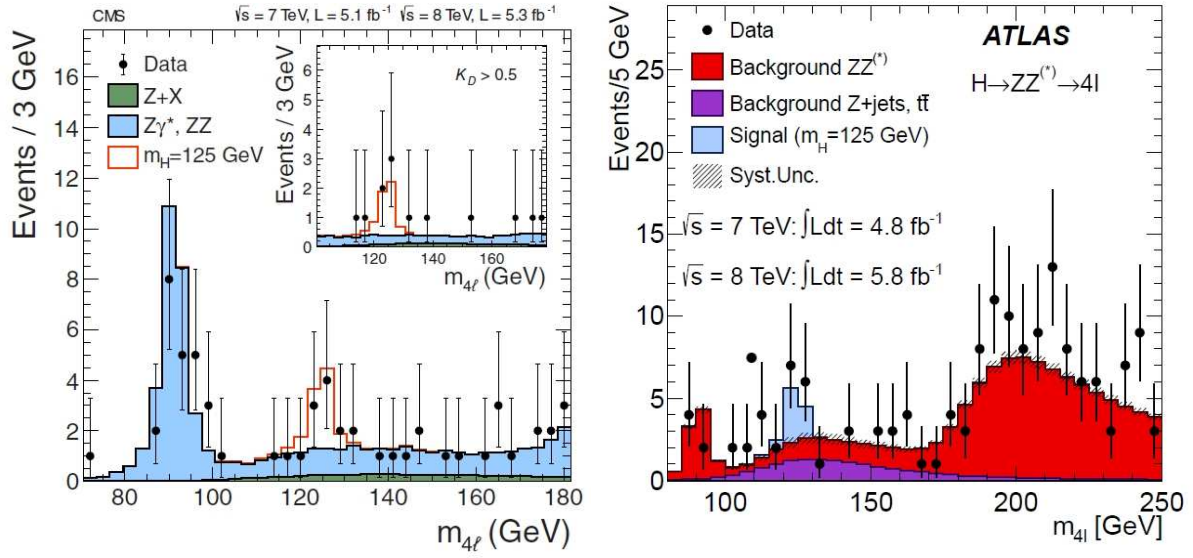 CMS
√s = 7 TeV, L = 5.1 fb⁻¹ √s = 8 TeV, L = 5.3 fb⁻¹
Events / 3 GeV
16
14
12
10
8
6
4
2
0
Data
Z+X
Zγ*, ZZ
m_H=125 GeV
K_D > 0.5
Events / 3 GeV
6
5
4
3
2
1
0
120 140 160
m_4ℓ (GeV)
80 100 120 140 160 180
m_4ℓ (GeV)
Events/5 GeV
25
20
15
10
5
0
Data
ATLAS
Background ZZ^(*)
H→ZZ^(*)→4l
Background Z+jets, tt̄
Signal (m_H=125 GeV)
Syst.Unc.
√s = 7 TeV: ∫Ldt = 4.8 fb⁻¹
√s = 8 TeV: ∫Ldt = 5.8 fb⁻¹
100 150 200 250
m_4l [GeV]